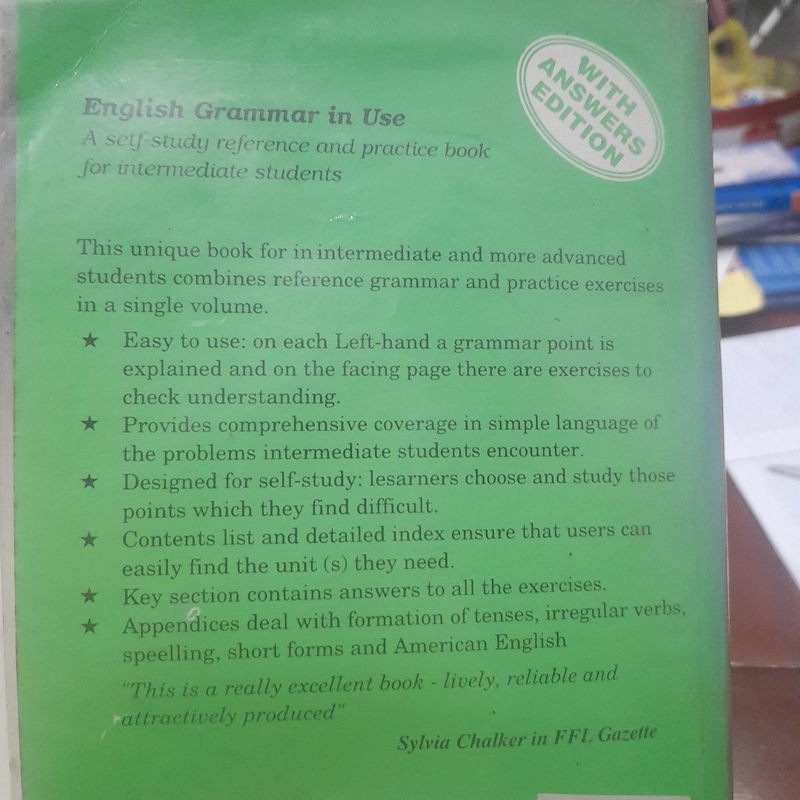 WITH
ANSWERS
EDITION
English Grammar in Use
A self-study reference and practice book
for intermediate students
This unique book for in intermediate and more advanced
students combines reference grammar and practice exercises
in a single volume.
★ Easy to use: on each Left-hand a grammar point is
explained and on the facing page there are exercises to
check understanding.
★ Provides comprehensive coverage in simple language of
the problems intermediate students encounter.
★ Designed for self-study: lesarners choose and study those
points which they find difficult.
★ Contents list and detailed index ensure that users can
easily find the unit (s) they need.
★ Key section contains answers to all the exercises.
★ Appendices deal with formation of tenses, irregular verbs,
speelling, short forms and American English
"This is a really excellent book - lively, reliable and
attractively produced"
Sylvia Chalker in FFL Gazette